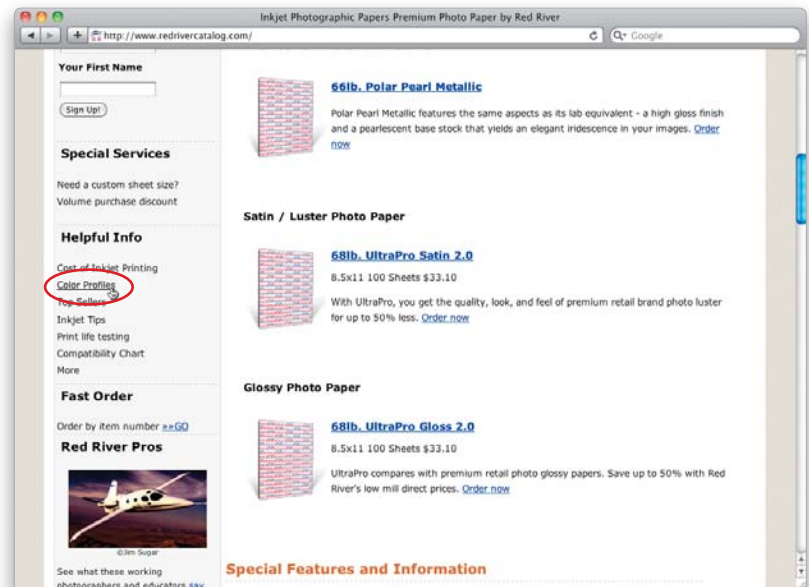 Inkjet Photographic Papers Premium Photo Paper by Red River
http://www.redrivercatalog.com/
Google
Your First Name
Sign Up!
Special Services
Need a custom sheet size?
Volume purchase discount
Helpful Info
Cost of Inkjet Printing
Color Profiles
Top Sellers
Inkjet Tips
Print life testing
Compatibility Chart
More
Fast Order
Order by item number »»GO
Red River Pros
©Jim Sugar
See what these working
photographers and educators say
66lb. Polar Pearl Metallic
Polar Pearl Metallic features the same aspects as its lab equivalent - a high gloss finish
and a pearlescent base stock that yields an elegant iridescence in your images. Order
now
Satin / Luster Photo Paper
68lb. UltraPro Satin 2.0
8.5x11 100 Sheets $33.10
With UltraPro, you get the quality, look, and feel of premium retail brand photo luster
for up to 50% less. Order now
Glossy Photo Paper
68lb. UltraPro Gloss 2.0
8.5x11 100 Sheets $33.10
UltraPro compares with premium retail photo glossy papers. Save up to 50% with Red
River's low mill direct prices. Order now
Special Features and Information